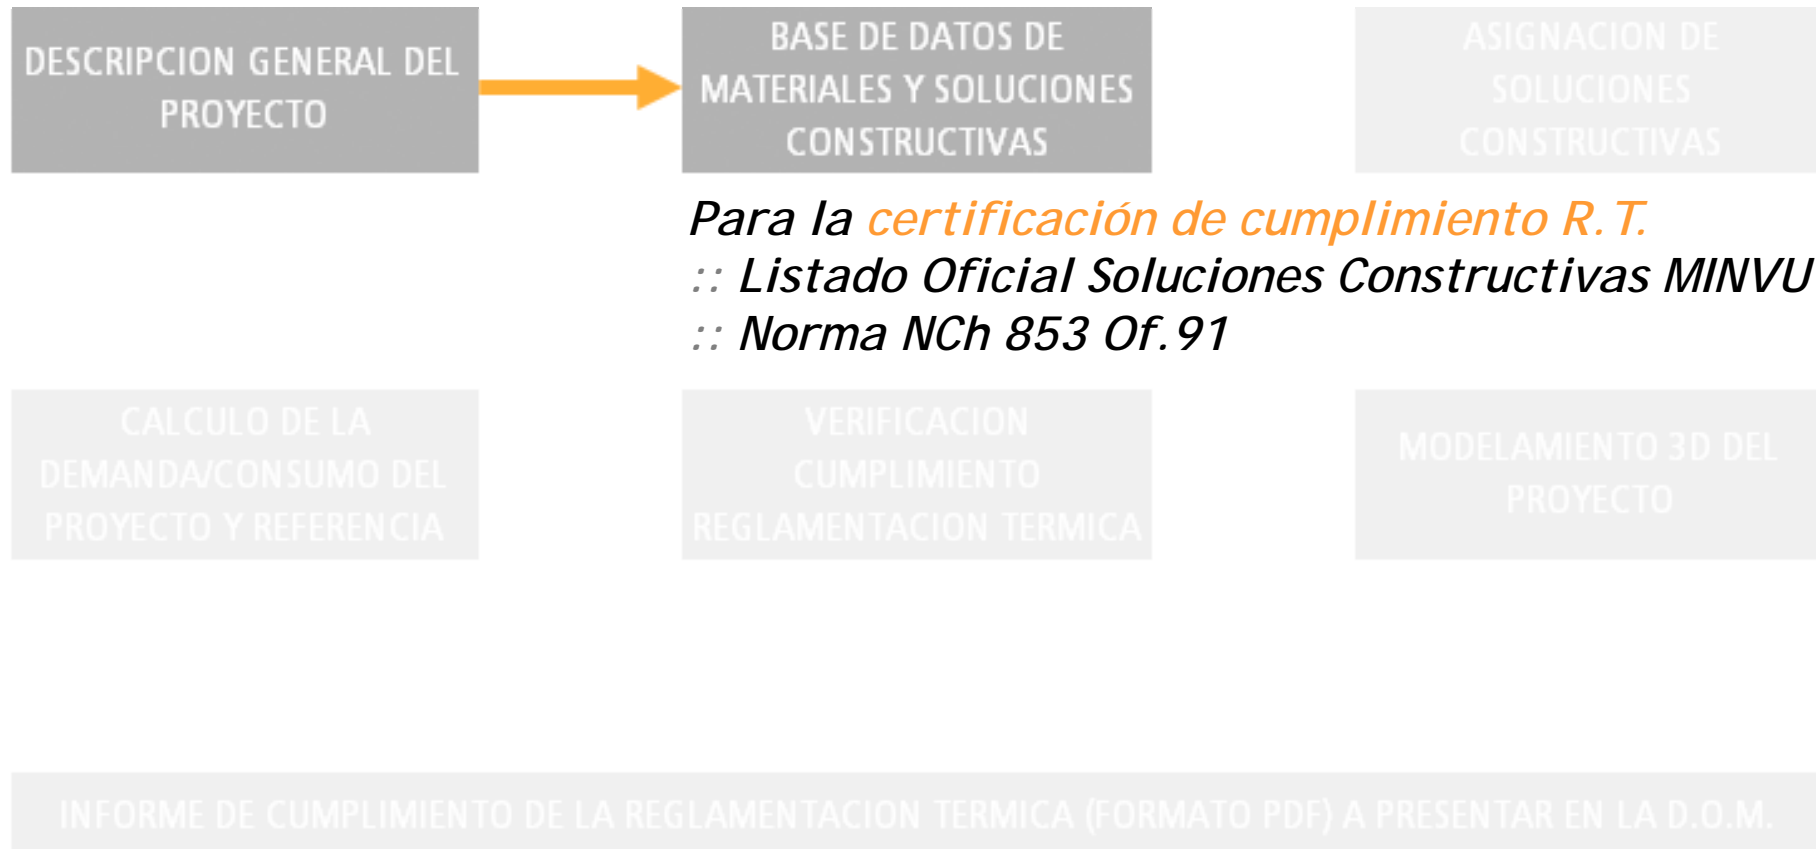 DESCRIPCION GENERAL DEL
PROYECTO
BASE DE DATOS DE
MATERIALES Y SOLUCIONES
CONSTRUCTIVAS
ASIGNACION DE
SOLUCIONES
CONSTRUCTIVAS
Para la certificación de cumplimiento R.T.
:: Listado Oficial Soluciones Constructivas MINVU
:: Norma NCh 853 Of.91
CALCULO DE LA
DEMANDA/CONSUMO DEL
PROYECTO Y REFERENCIA
VERIFICACION
CUMPLIMIENTO
REGLAMENTACION TERMICA
MODELAMIENTO 3D DEL
PROYECTO
INFORME DE CUMPLIMIENTO DE LA REGLAMENTACION TERMICA (FORMATO PDF) A PRESENTAR EN LA D.O.M.